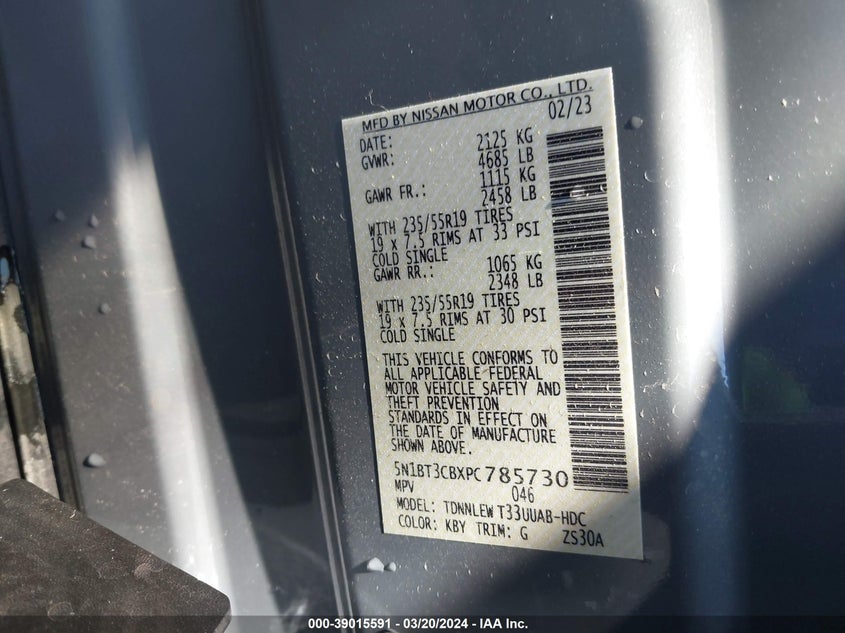 MFD BY NISSAN MOTOR CO., LTD.
DATE: 02/23
GVWR: 2125 KG
4685 LB
GAWR FR.: 1115 KG
2458 LB
WITH 235/55R19 TIRES
19 x 7.5 RIMS AT 33 PSI
COLD SINGLE
GAWR RR.: 1065 KG
2348 LB
WITH 235/55R19 TIRES
19 x 7.5 RIMS AT 30 PSI
COLD SINGLE
THIS VEHICLE CONFORMS TO
ALL APPLICABLE FEDERAL
MOTOR VEHICLE SAFETY AND
THEFT PREVENTION
STANDARDS IN EFFECT ON
THE DATE OF MANUFACTURE
SHOWN ABOVE.
5N1BT3CBXPC785730
MPV 046
MODEL: TDNNLEW T33UUAB-HDC
COLOR: KBY TRIM: G ZS30A
000-39015591 - 03/20/2024 - IAA Inc.